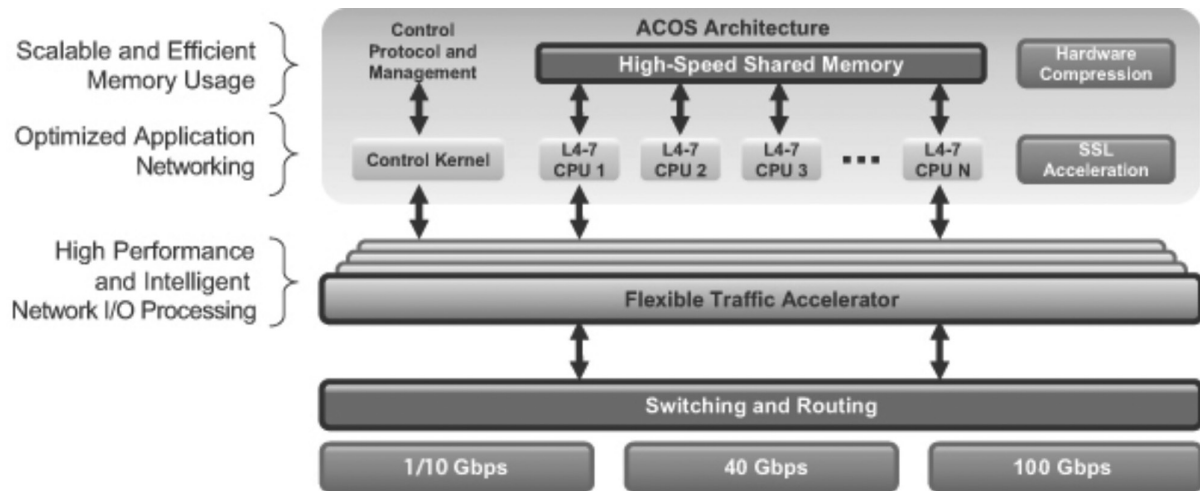 Scalable and Efficient
Memory Usage
Optimized Application
Networking
High Performance
and Intelligent
Network I/O Processing
ACOS Architecture
Control
Protocol and
Management
High-Speed Shared Memory
Hardware
Compression
Control Kernel
L4-7
CPU 1
L4-7
CPU 2
L4-7
CPU 3
L4-7
CPU N
SSL
Acceleration
Flexible Traffic Accelerator
Switching and Routing
1/10 Gbps
40 Gbps
100 Gbps